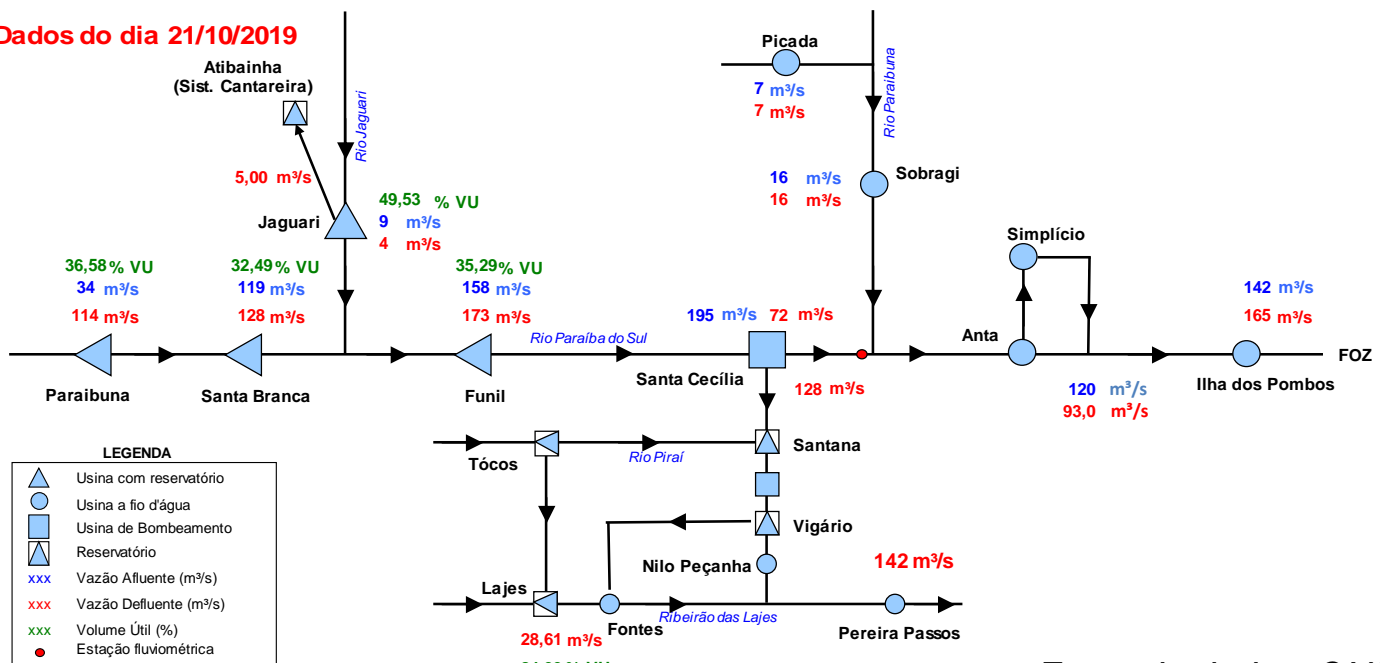 Dados do dia 21/10/2019
Atibainha
(Sist. Cantareira)
Rio Jaguari
5,00 m³/s
Jaguari
49,53 % VU
9 m³/s
4 m³/s
Picada
7 m³/s
7 m³/s
Rio Paraibuna
16 m³/s
16 m³/s
Sobragi
Simplício
36,58% VU
34 m³/s
114 m³/s
Paraibuna
32,49% VU
119 m³/s
128 m³/s
Santa Branca
35,29% VU
158 m³/s
173 m³/s
Funil
Rio Paraíba do Sul
195 m³/s 72 m³/s
Santa Cecília
128 m³/s
Anta
120 m³/s
93,0 m³/s
142 m³/s
165 m³/s
Ilha dos Pombos
FOZ
Tócos
Rio Piraí
Santana
Vigário
Nilo Peçanha
142 m³/s
Lajes
Fontes
Ribeirão das Lajes
Pereira Passos
28,61 m³/s
LEGENDA
Usina com reservatório
Usina a fio d'água
Usina de Bombeamento
Reservatório
xxx Vazão Afluente (m³/s)
xxx Vazão Defluente (m³/s)
xxx Volume Útil (%)
Estação fluviométrica